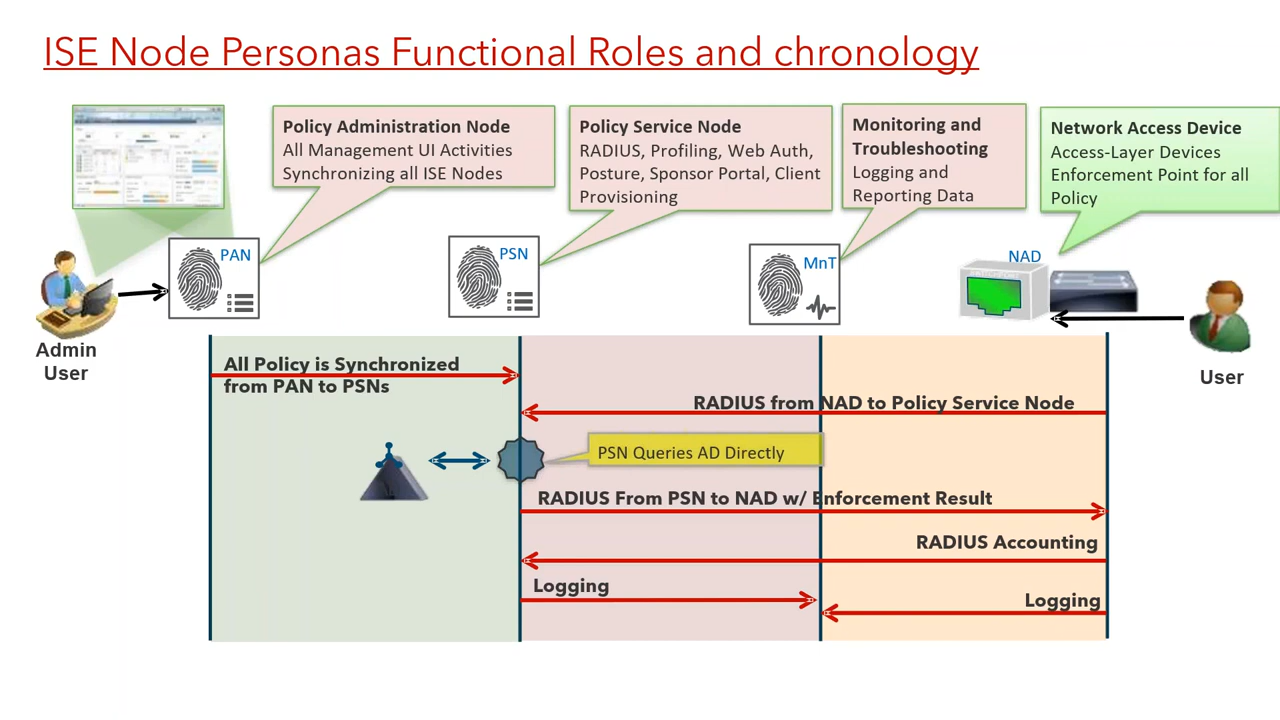 ISE Node Personas Functional Roles and chronology
Policy Administration Node
All Management UI Activities
Synchronizing all ISE Nodes
Policy Service Node
RADIUS, Profiling, Web Auth,
Posture, Sponsor Portal, Client
Provisioning
Monitoring and
Troubleshooting
Logging and
Reporting Data
Network Access Device
Access-Layer Devices
Enforcement Point for all
Policy
PAN
PSN
MnT
NAD
Admin
User
User
All Policy is Synchronized
from PAN to PSNs
RADIUS from NAD to Policy Service Node
PSN Queries AD Directly
RADIUS From PSN to NAD w/ Enforcement Result
RADIUS Accounting
Logging
Logging